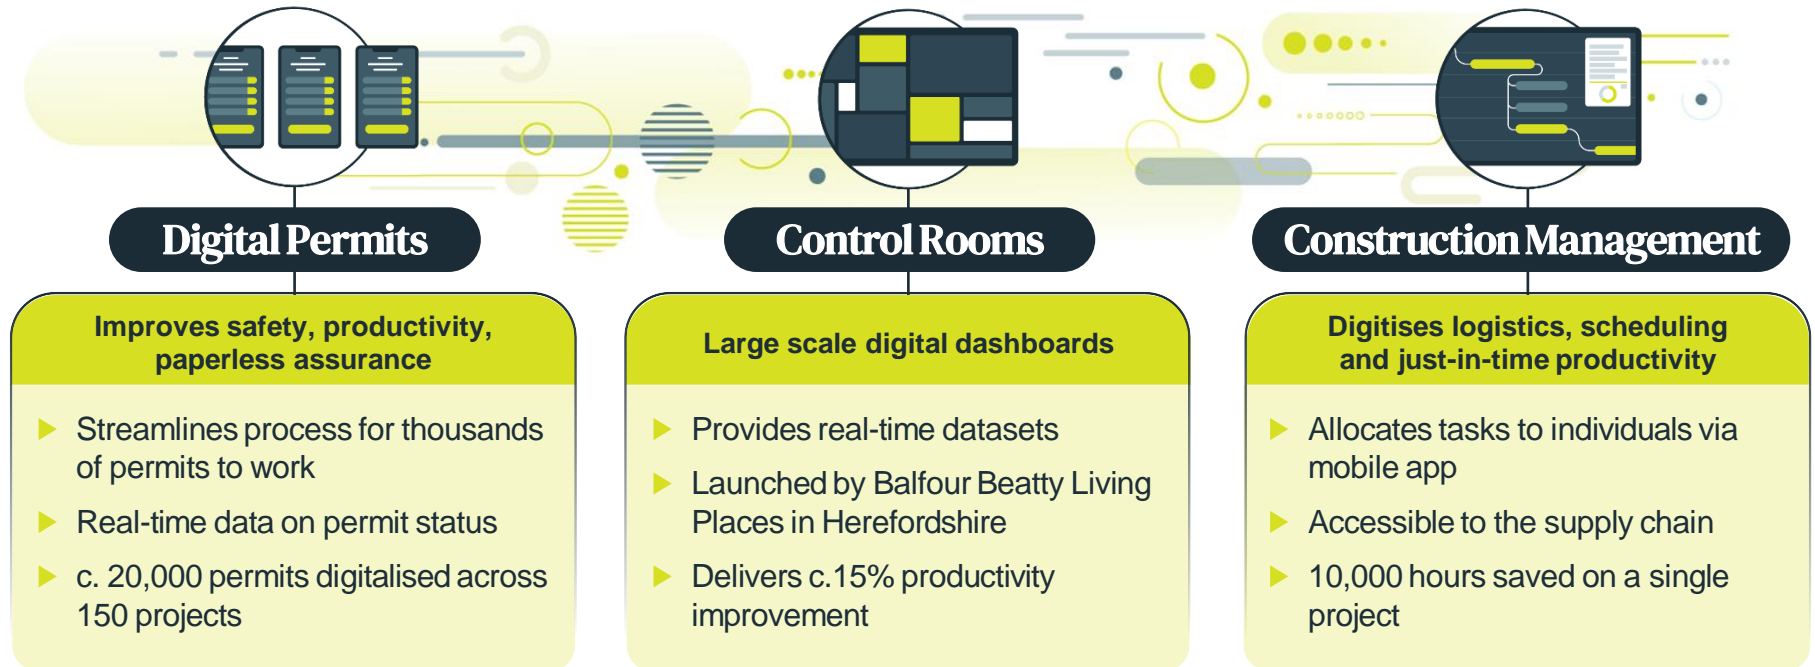 Digital Permits
Improves safety, productivity,
paperless assurance
Streamlines process for thousands
of permits to work
Real-time data on permit status
c. 20,000 permits digitalised across
150 projects
Control Rooms
Large scale digital dashboards
Provides real-time datasets
Launched by Balfour Beatty Living
Places in Herefordshire
Delivers c.15% productivity
improvement
Construction Management
Digitises logistics, scheduling
and just-in-time productivity
Allocates tasks to individuals via
mobile app
Accessible to the supply chain
10,000 hours saved on a single
project